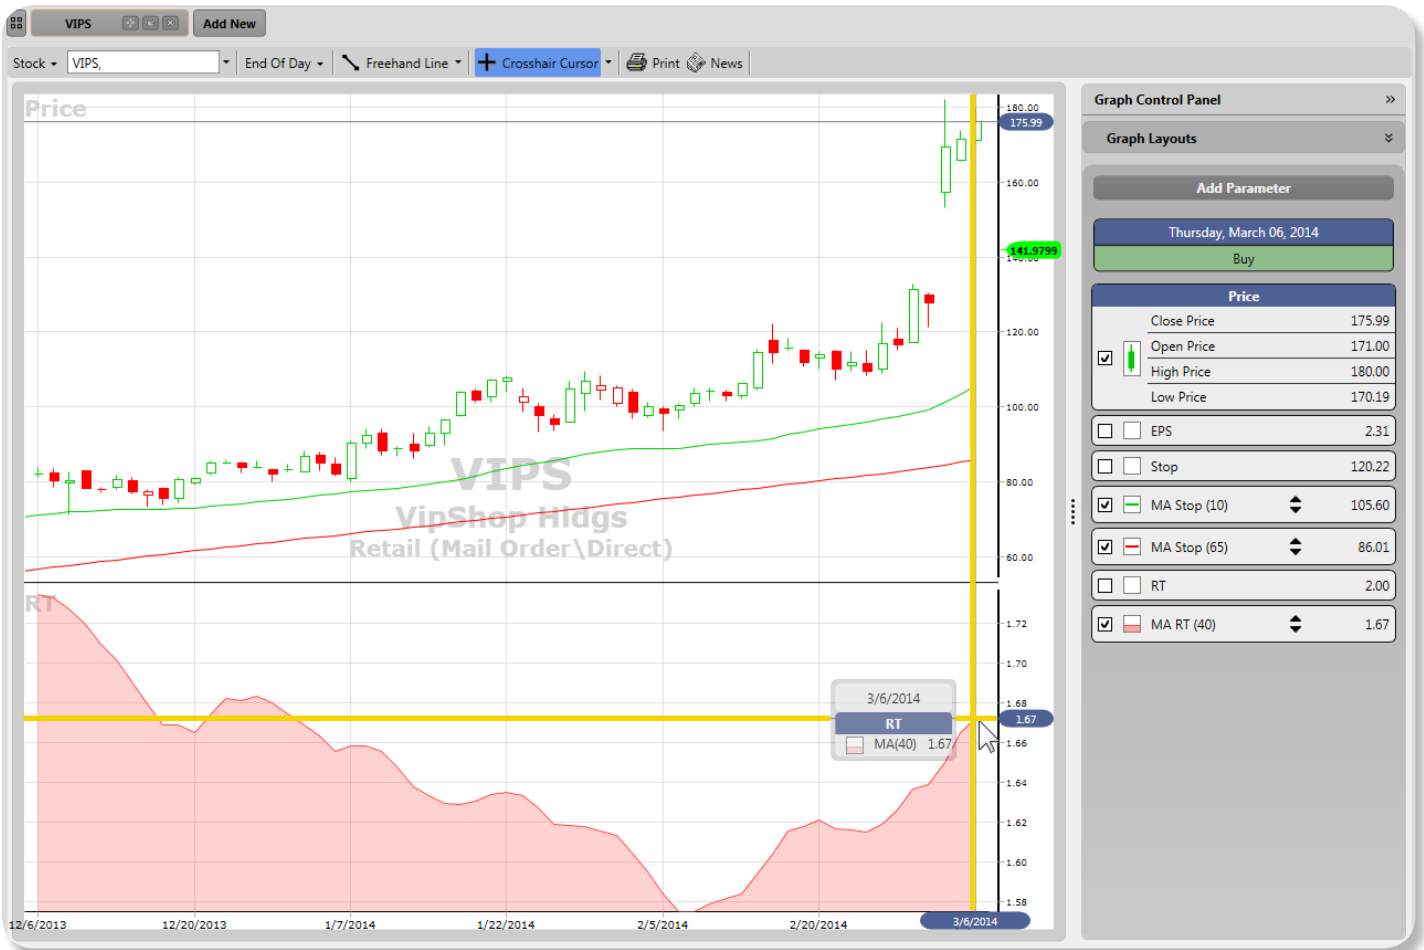 VIPS
Add New
Stock
VIPS,
End Of Day
Freehand Line
Crosshair Cursor
Print
News
Price
180.00
175.99
160.00
141.9799
120.00
100.00
80.00
60.00
VIPS
VipShop Hldgs
Retail (Mail Order\Direct)
RT
1.72
1.70
1.68
1.67
1.66
1.64
1.62
1.60
1.58
3/6/2014
RT
MA(40) 1.67
12/6/2013
12/20/2013
1/7/2014
1/22/2014
2/5/2014
2/20/2014
3/6/2014
Graph Control Panel
Graph Layouts
Add Parameter
Thursday, March 06, 2014
Buy
Price
Close Price 175.99
Open Price 171.00
High Price 180.00
Low Price 170.19
EPS 2.31
Stop 120.22
MA Stop (10) 105.60
MA Stop (65) 86.01
RT 2.00
MA RT (40) 1.67